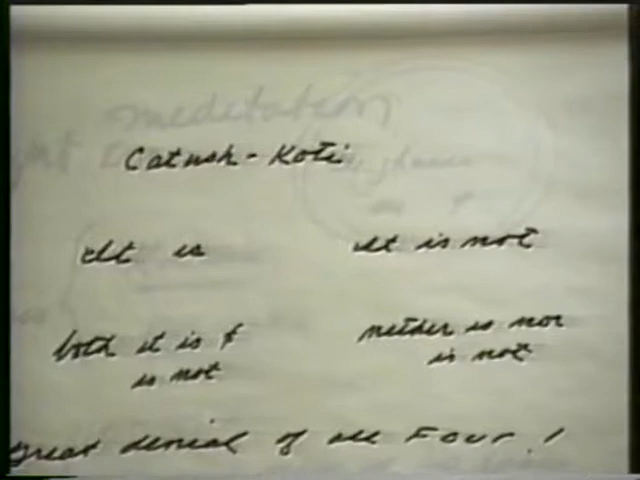 meditation
Catush-Koti
It is It is not
both it is & neither is nor
is not is not
Great denial of all Four!